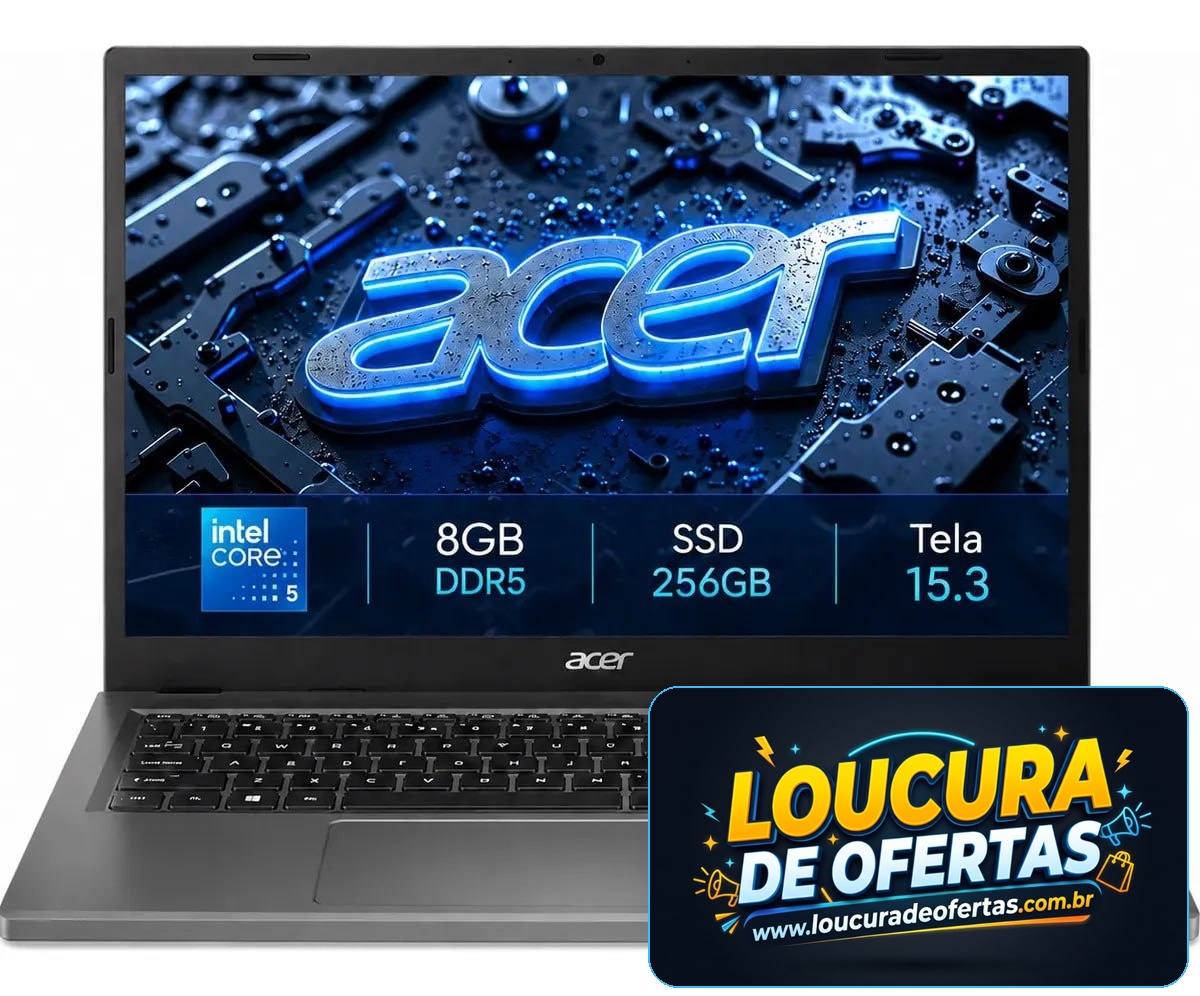 acer
intel
CORE
5
8GB
DDR5
SSD
256GB
Tela
15.3
acer
LOUCURA
DE OFERTAS
www.loucuradeofertas.com.br